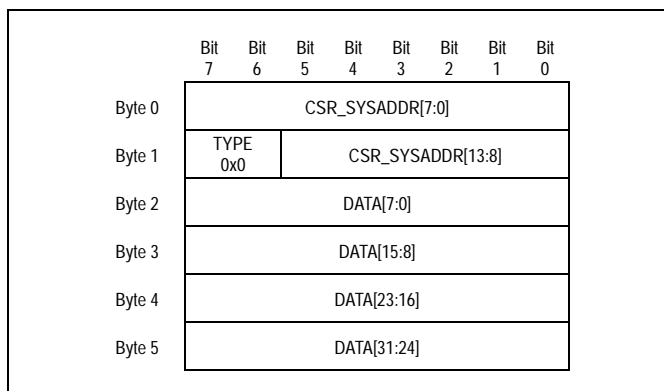 Bit Bit Bit Bit Bit Bit Bit Bit
7 6 5 4 3 2 1 0
Byte 0 CSR_SYSADDR[7:0]
Byte 1 TYPE 0x0 CSR_SYSADDR[13:8]
Byte 2 DATA[7:0]
Byte 3 DATA[15:8]
Byte 4 DATA[23:16]
Byte 5 DATA[31:24]